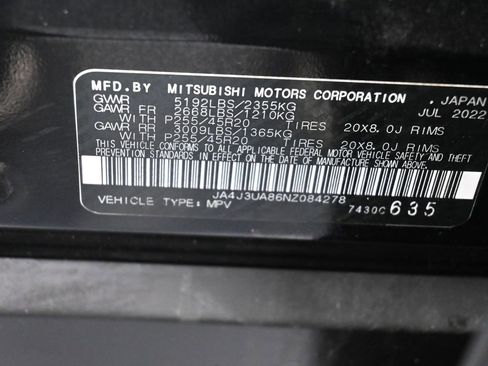 MFD.BY MITSUBISHI MOTORS CORPORATION . JAPAN
GVWR 5192LBS/2355KG JUL 2022
GAWR FR 2668LBS/1210KG
WITH P255/45R20 TIRES 20X8.0J RIMS
GAWR RR 3009LBS/1365KG
WITH P255/45R20 TIRES 20X8.0J RIMS
THIS VEHICLE CONFORMS TO ALL APPLICABLE FEDERAL MOTOR VEHICLE SAFETY AND THEFT
PREVENTION STANDARDS IN EFFECT ON THE DATE OF MANUFACTURE SHOWN ABOVE.
JA4J3UA86NZ084278
VEHICLE TYPE: MPV 7430C 635